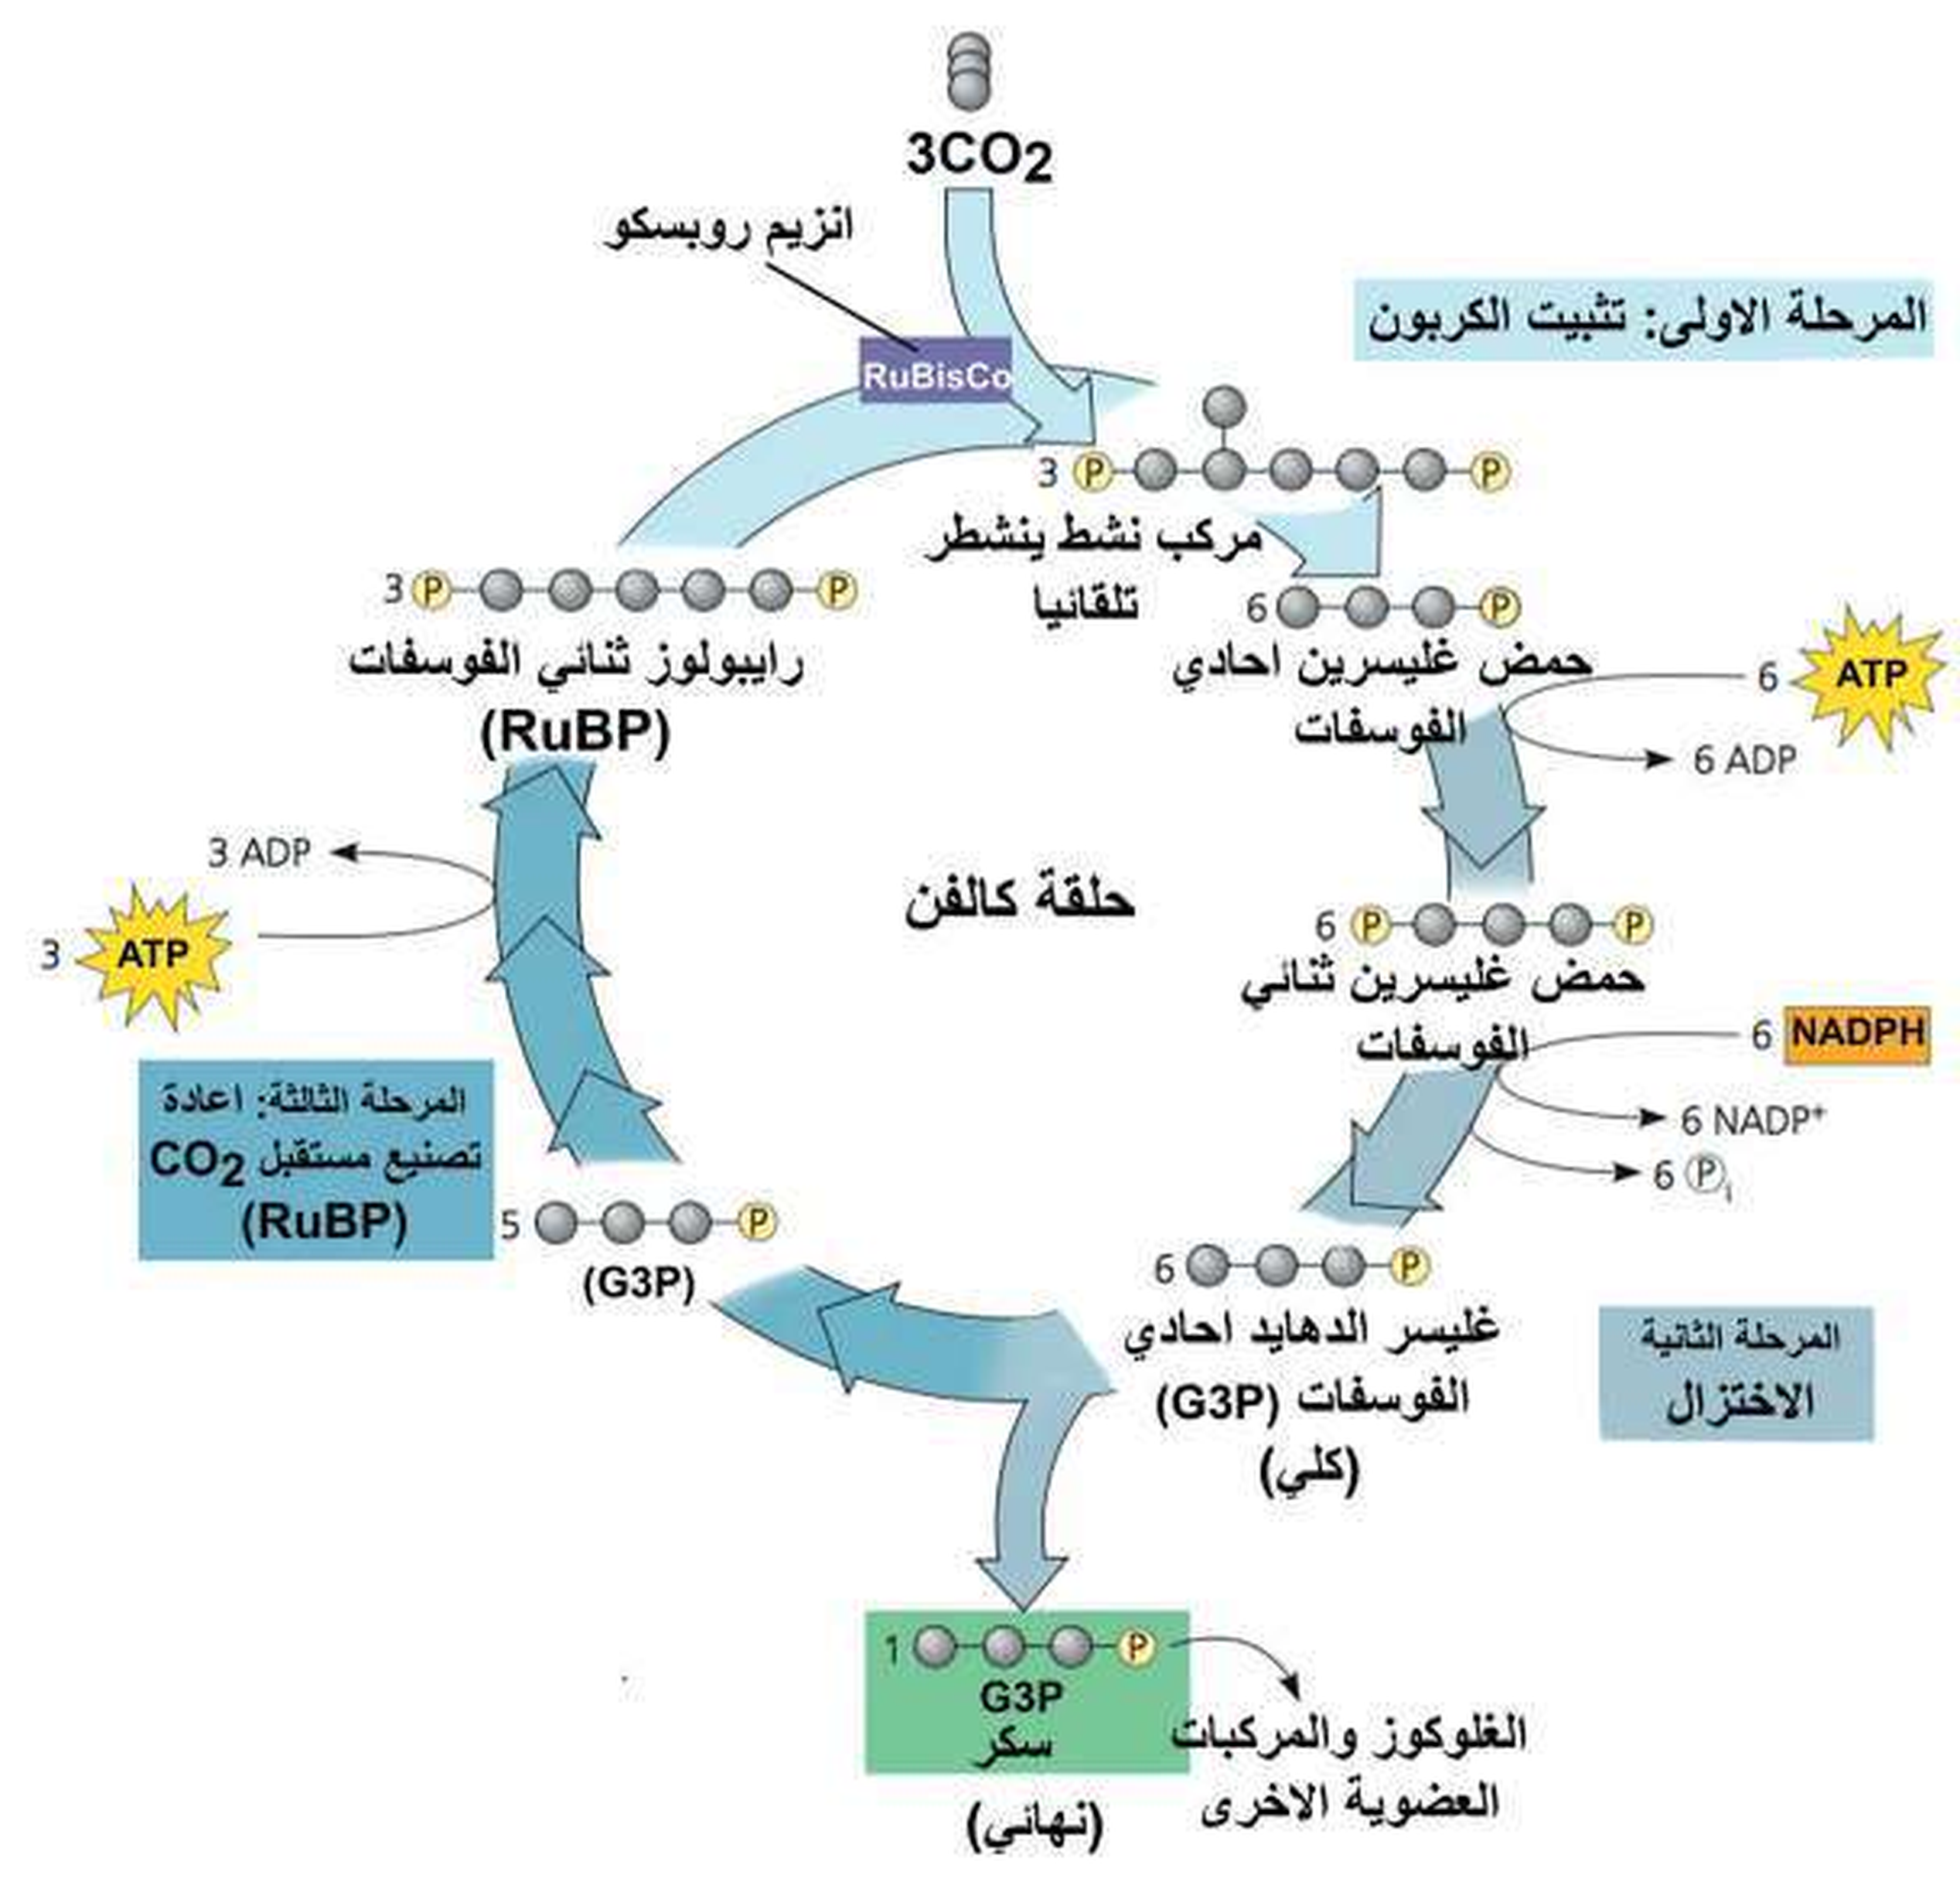 3CO2
انزيم روبسكو
RuBisCo
المرحلة الاولى: تثبيت الكربون
3 P P
مركب نشط ينشطر
تلقائيا
3 P P
رايبولوز ثنائي الفوسفات
(RuBP)
6 P
حمض غليسرين احادي
الفوسفات
6 ATP
6 ADP
حلقة كالفن
3 ADP
3 ATP
6 P P
حمض غليسرين ثنائي
الفوسفات
6 NADPH
6 NADP+
6 Pi
المرحلة الثالثة: اعادة
تصنيع مستقبل CO2
(RuBP)
5 P
(G3P)
6 P
غليسر الدهايد احادي
الفوسفات (G3P)
(كلي)
المرحلة الثانية
الاختزال
1 P
G3P
سكر
(نهائي)
الغلوكوز والمركبات
العضوية الاخرى